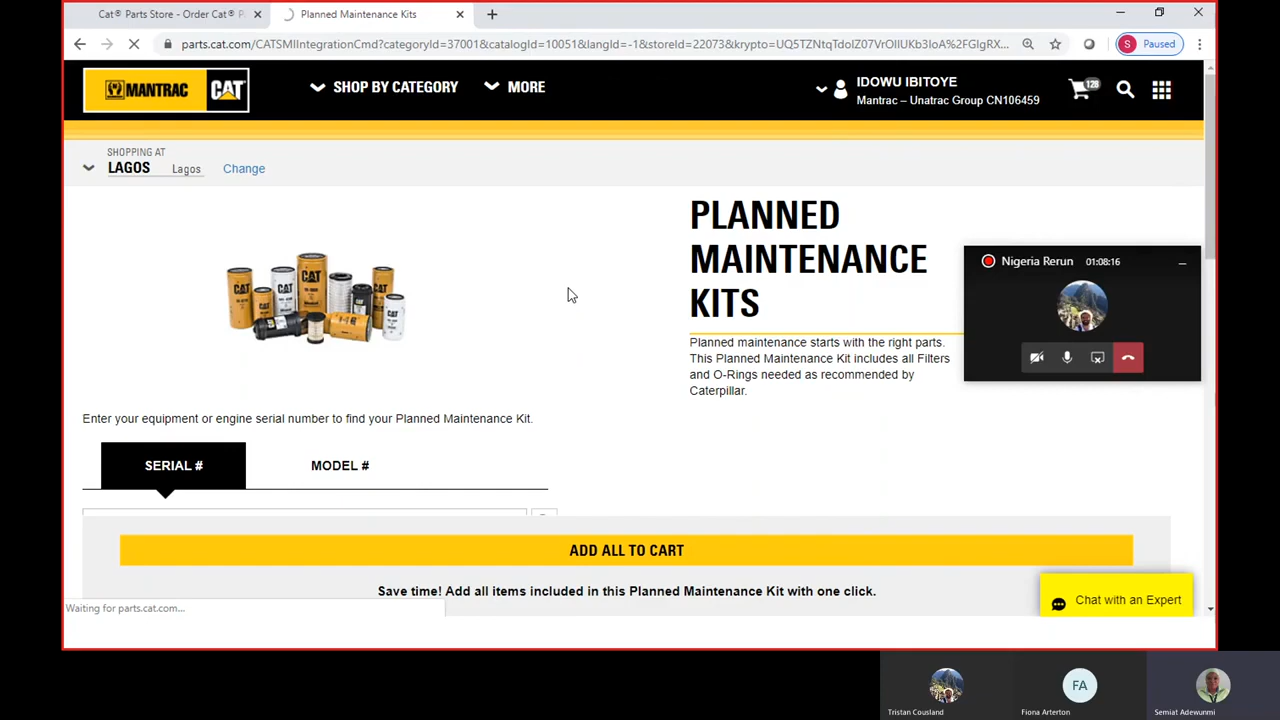 Cat® Parts Store - Order Cat® P
Planned Maintenance Kits
parts.cat.com/CATSMIIntegrationCmd?categoryId=37001&catalogId=10051&langId=-1&storeId=22073&krypto=UQ5TZNtqTdolZ07VrOIIUKb3IoA%2FGIgRX...
S Paused
MANTRAC CAT
SHOP BY CATEGORY
MORE
IDOWU IBITOYE
Mantrac – Unatrac Group CN106459
128
SHOPPING AT
LAGOS Lagos Change
PLANNED
MAINTENANCE
KITS
Nigeria Rerun 01:08:16
Planned maintenance starts with the right parts.
This Planned Maintenance Kit includes all Filters
and O-Rings needed as recommended by
Caterpillar.
CAT
CAT
CAT
Enter your equipment or engine serial number to find your Planned Maintenance Kit.
SERIAL #
MODEL #
ADD ALL TO CART
Save time! Add all items included in this Planned Maintenance Kit with one click.
Chat with an Expert
Waiting for parts.cat.com...
FA
Tristan Cousland
Fiona Arterton
Semiat Adewunmi